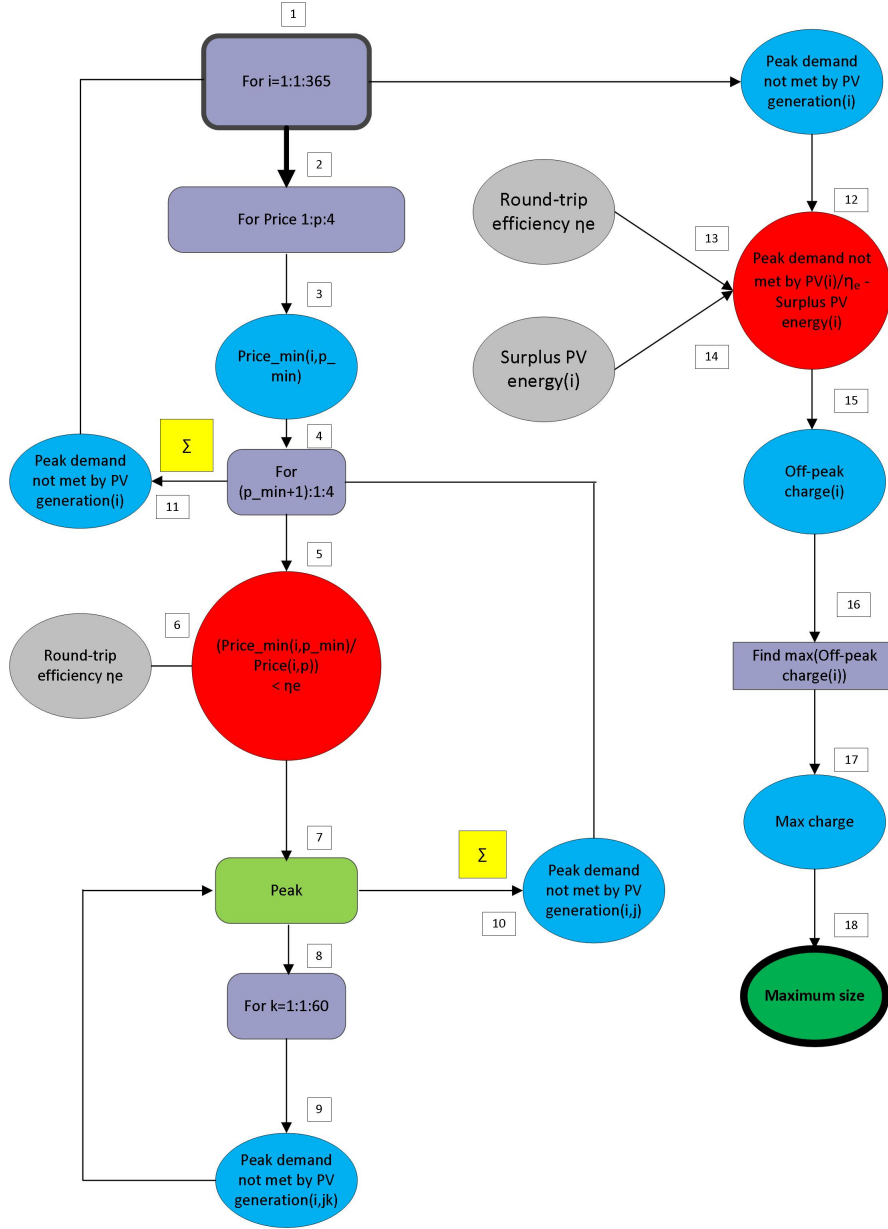 1
For i=1:1:365
Peak demand
not met by PV
generation(i)
2
For Price 1:p:4
Round-trip
efficiency ηe
12
13
Peak demand not
met by PV(i)/ηₑ -
Surplus PV
energy(i)
3
Price_min(i,p_
min)
Surplus PV
energy(i)
14
15
4
Σ
Peak demand
not met by PV
generation(i)
11
For
(p_min+1):1:4
Off-peak
charge(i)
5
16
6
Round-trip
efficiency ηe
(Price_min(i,p_min)/
Price(i,p))
< ηe
Find max(Off-peak
charge(i))
17
7
Max charge
Peak
Σ
10
Peak demand
not met by PV
generation(i,j)
18
8
For k=1:1:60
Maximum size
9
Peak demand
not met by PV
generation(i,jk)